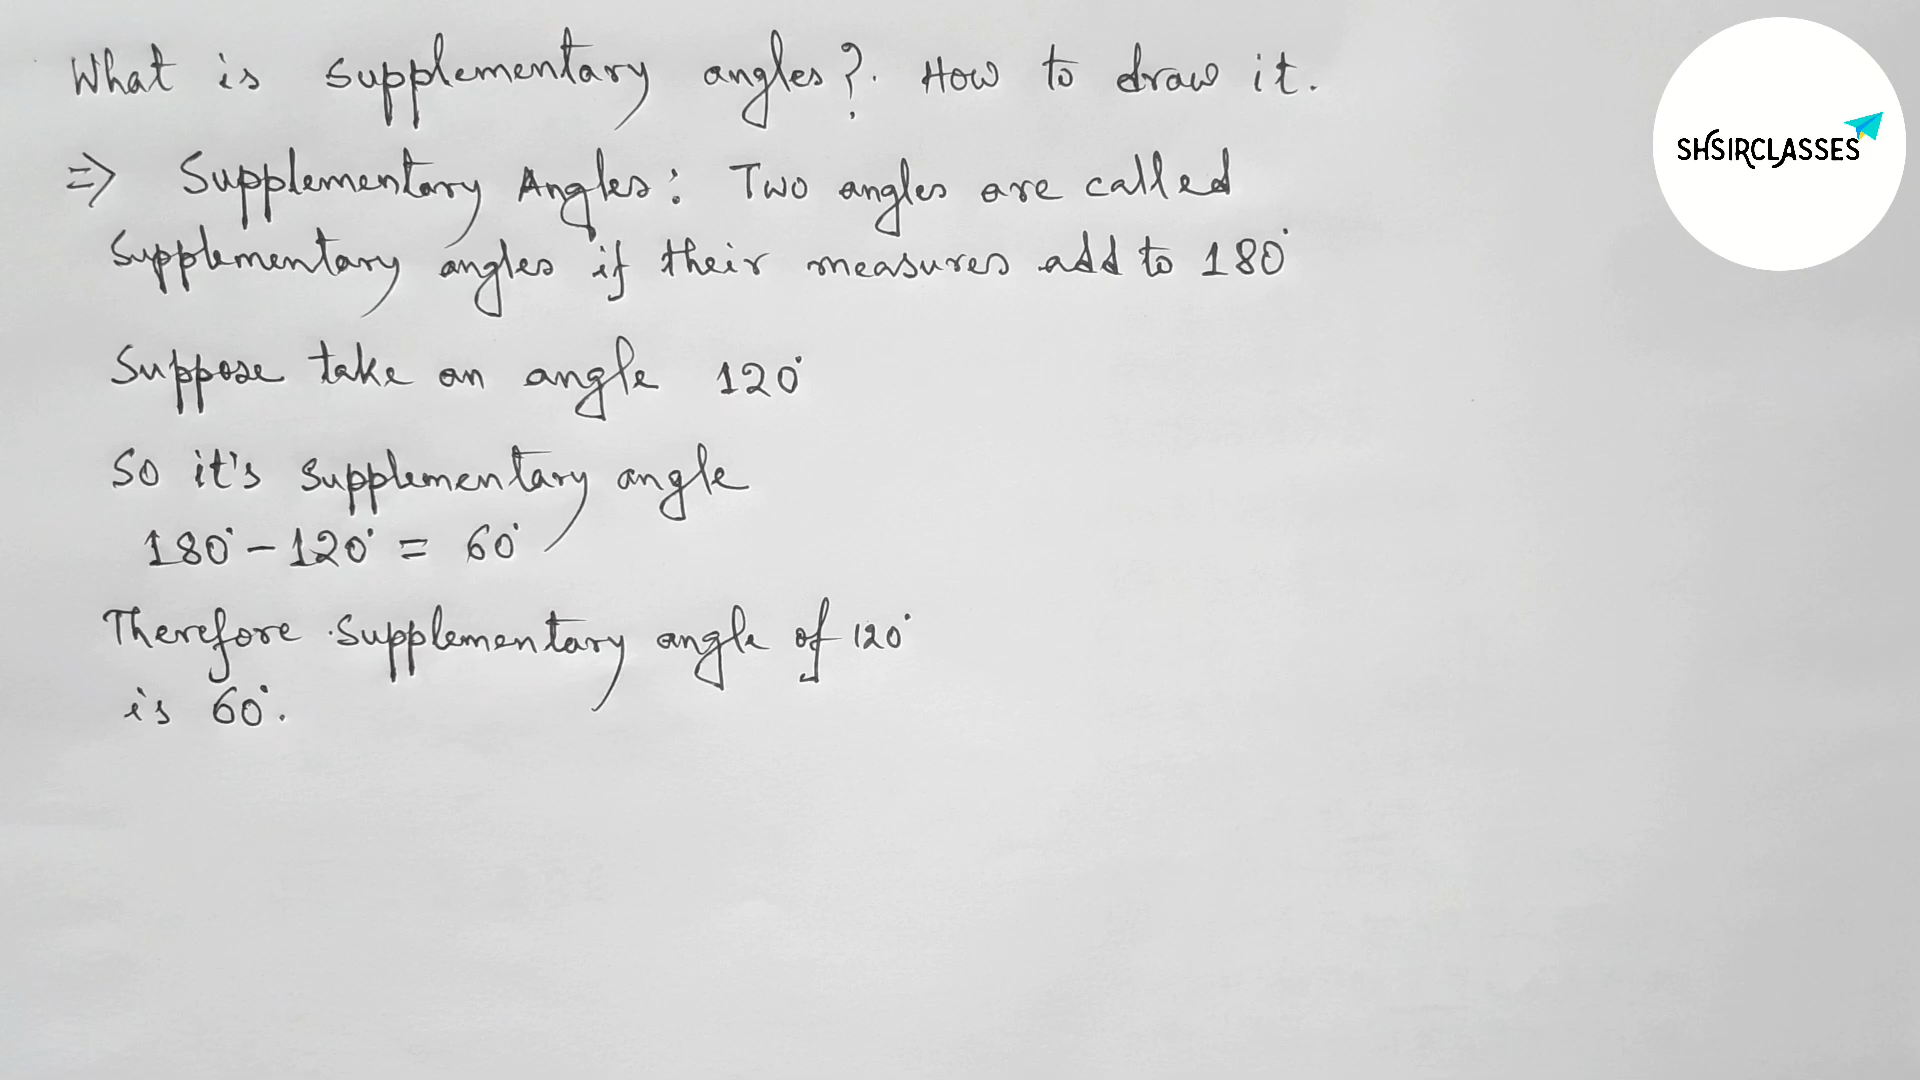 What is supplementary angles?. How to draw it.
SHSIRCLASSES
=> Supplementary Angles: Two angles are called
Supplementary angles if their measures add to 180°
Suppose take an angle 120°
So it's supplementary angle
180° - 120° = 60°
Therefore supplementary angle of 120°
is 60°.